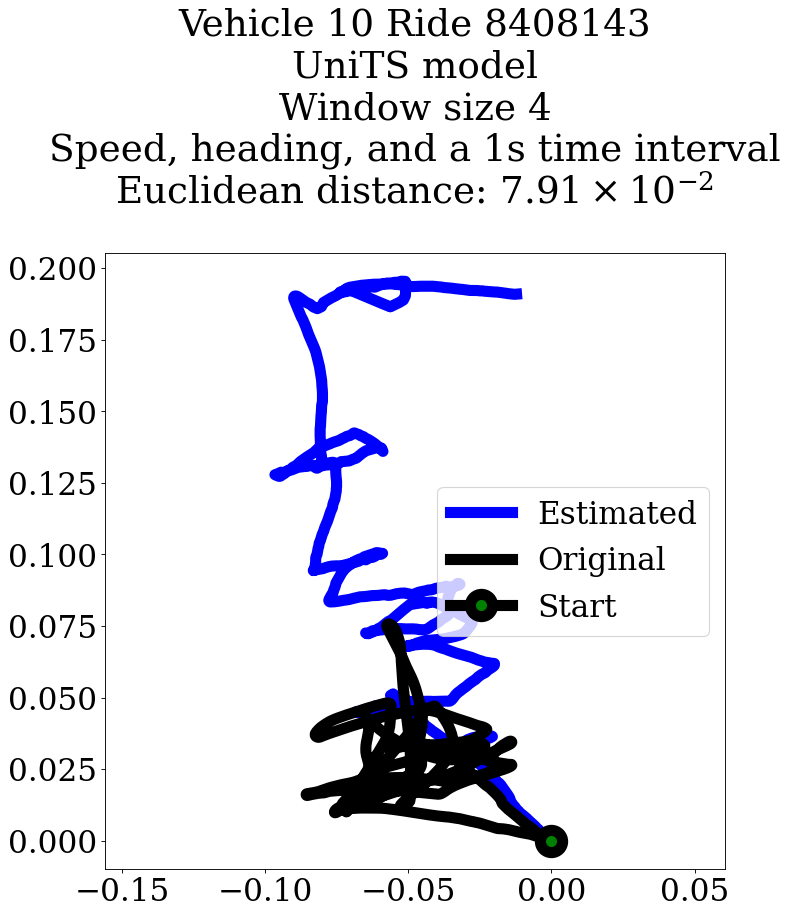 Vehicle 10 Ride 8408143
UniTS model
Window size 4
Speed, heading, and a 1s time interval
Euclidean distance: 7.91 × 10⁻²
0.200
0.175
0.150
0.125
0.100
0.075
0.050
0.025
0.000
Estimated
Original
Start
−0.15 −0.10 −0.05 0.00 0.05